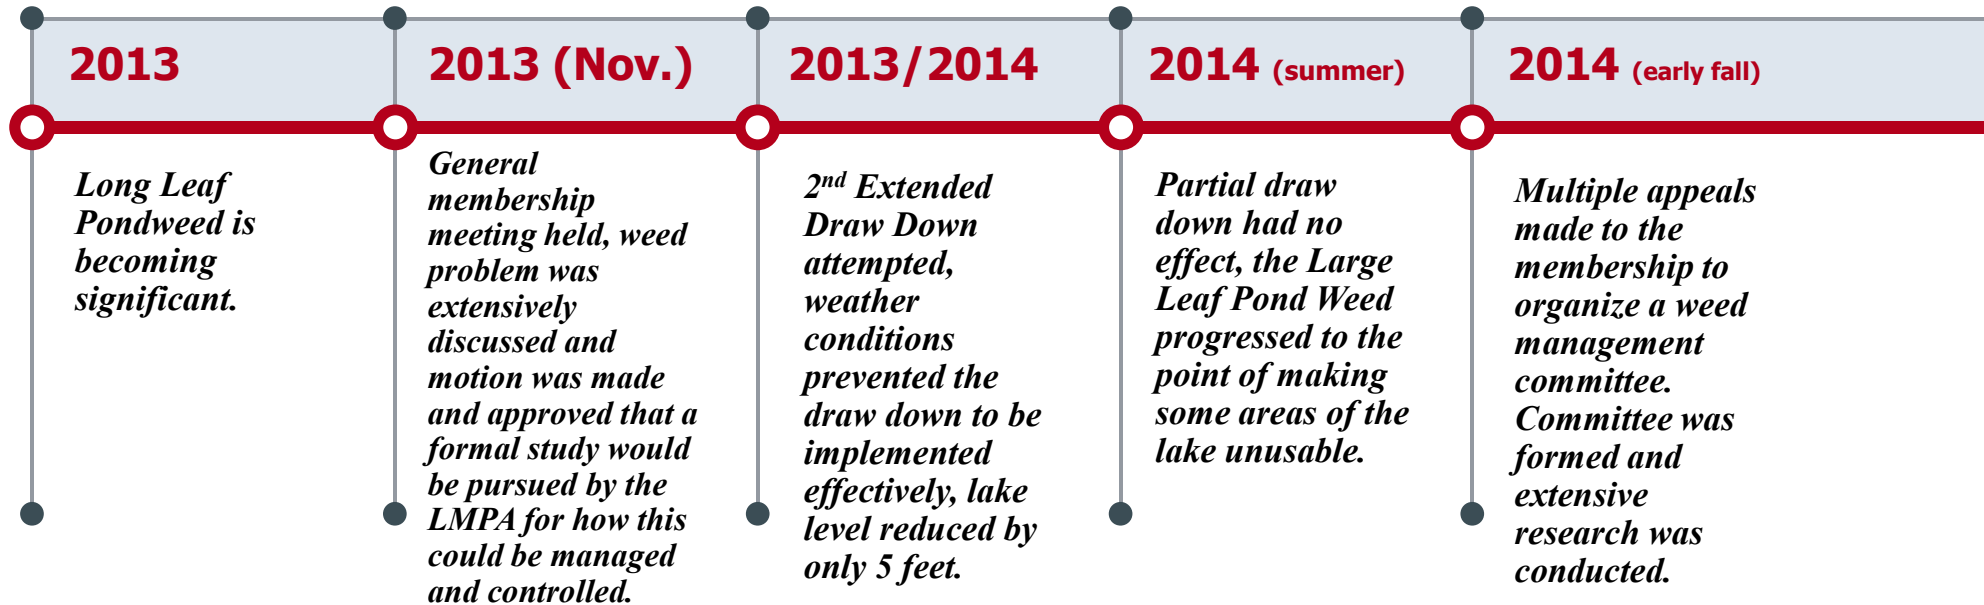 2013
Long Leaf
Pondweed is
becoming
significant.
2013 (Nov.)
General
membership
meeting held, weed
problem was
extensively
discussed and
motion was made
and approved that a
formal study would
be pursued by the
LMPA for how this
could be managed
and controlled.
2013/2014
2nd Extended
Draw Down
attempted,
weather
conditions
prevented the
draw down to be
implemented
effectively, lake
level reduced by
only 5 feet.
2014 (summer)
Partial draw
down had no
effect, the Large
Leaf Pond Weed
progressed to the
point of making
some areas of the
lake unusable.
2014 (early fall)
Multiple appeals
made to the
membership to
organize a weed
management
committee.
Committee was
formed and
extensive
research was
conducted.